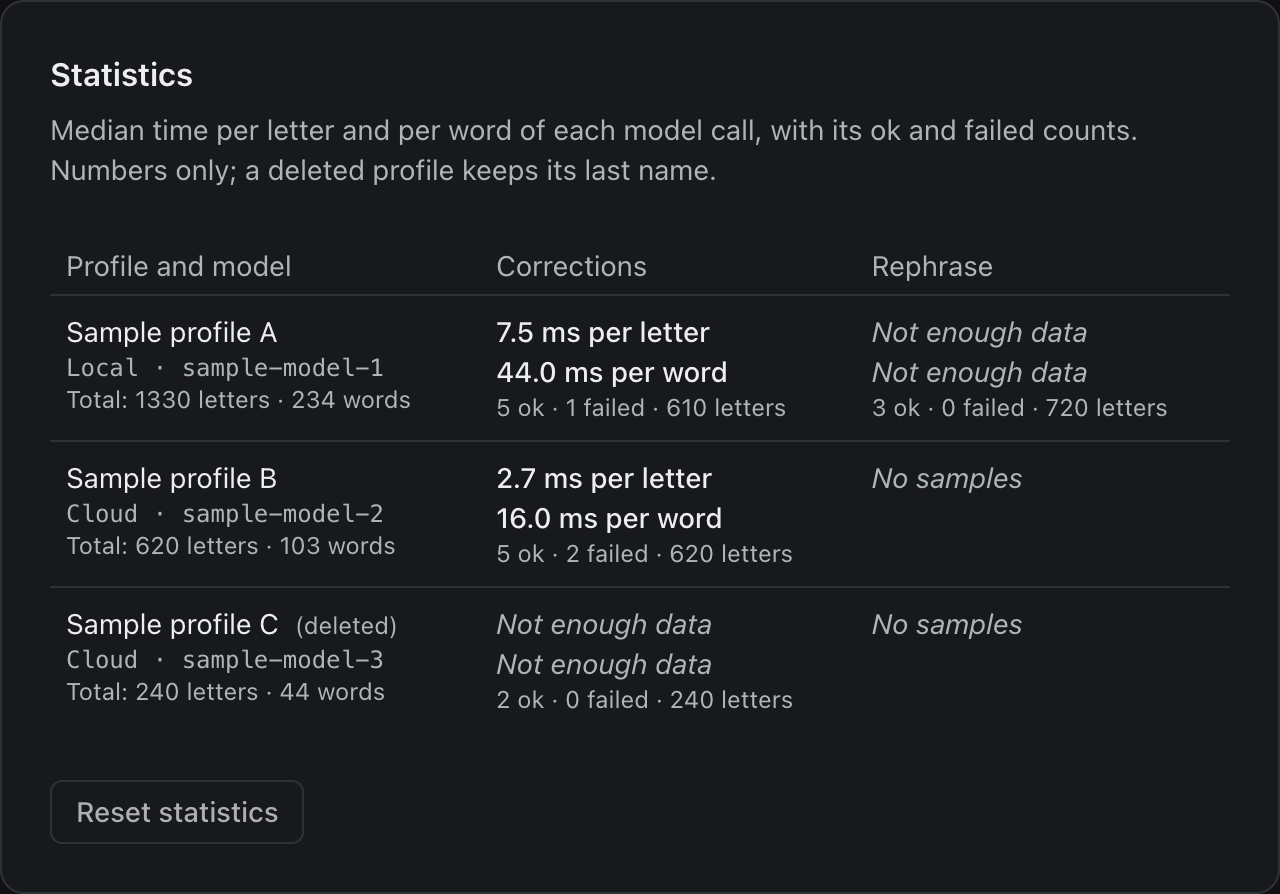 Statistics
Median time per letter and per word of each model call, with its ok and failed counts.
Numbers only; a deleted profile keeps its last name.
Profile and model
Corrections
Rephrase
Sample profile A
Local · sample-model-1
Total: 1330 letters · 234 words
7.5 ms per letter
44.0 ms per word
5 ok · 1 failed · 610 letters
Not enough data
Not enough data
3 ok · 0 failed · 720 letters
Sample profile B
Cloud · sample-model-2
Total: 620 letters · 103 words
2.7 ms per letter
16.0 ms per word
5 ok · 2 failed · 620 letters
No samples
Sample profile C (deleted)
Cloud · sample-model-3
Total: 240 letters · 44 words
Not enough data
Not enough data
2 ok · 0 failed · 240 letters
No samples
Reset statistics